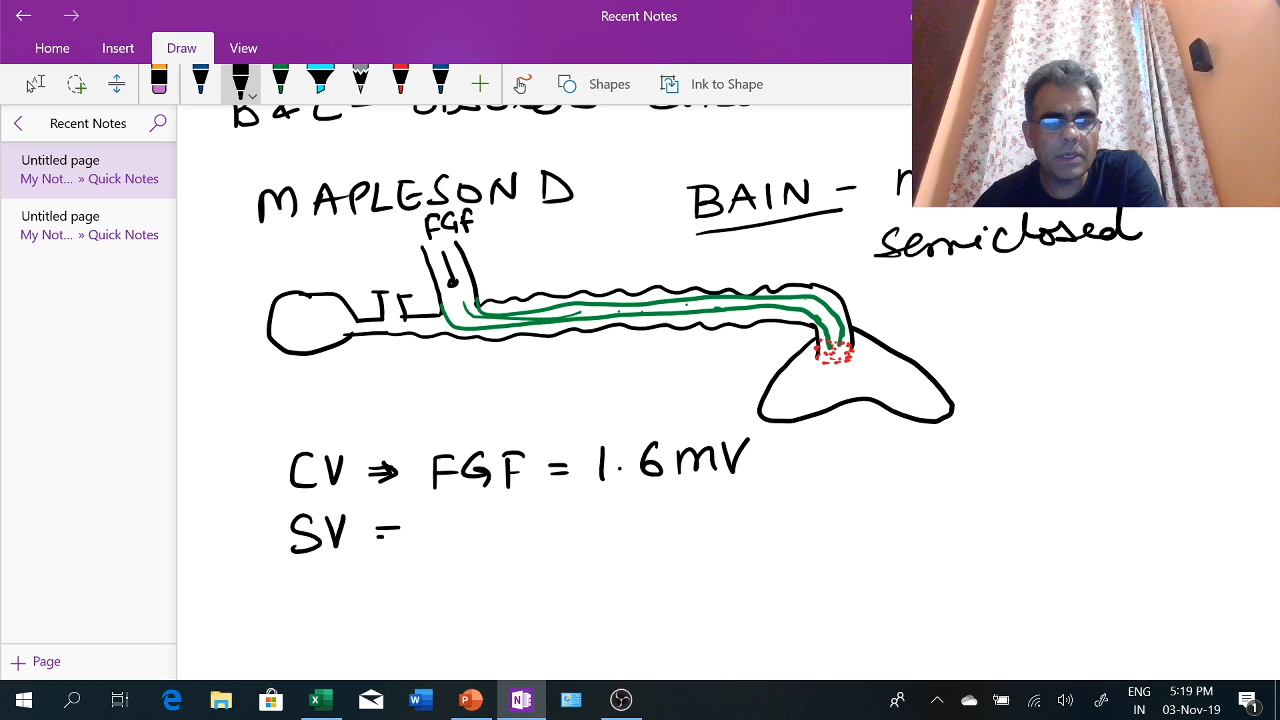 Recent Notes
Home Insert Draw View
Shapes Ink to Shape
Recent Notes
Untitled page
My Not... » Quick Notes
Untitled page
My Not... » Quick Notes
B & C -
MAPLESON D
BAIN -
semiclosed
FGF
CV ⇒ FGF = 1.6 mV
SV =
+ Page
ENG
IN
5:19 PM
03-Nov-19
1